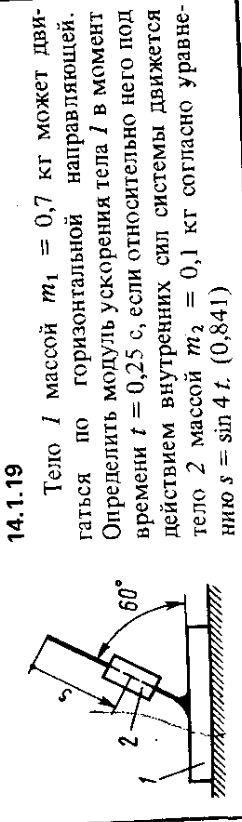 14.1.19
Тело 1 массой m₁ = 0,7 кг может дви-
гаться по горизонтальной направляющей.
Определить модуль ускорения тела 1 в момент
времени t = 0,25 с, если относительно него под
действием внутренних сил системы движется
тело 2 массой m₂ = 0,1 кг согласно уравне-
нию s = sin 4t. (0,841)
s
60°
2
1